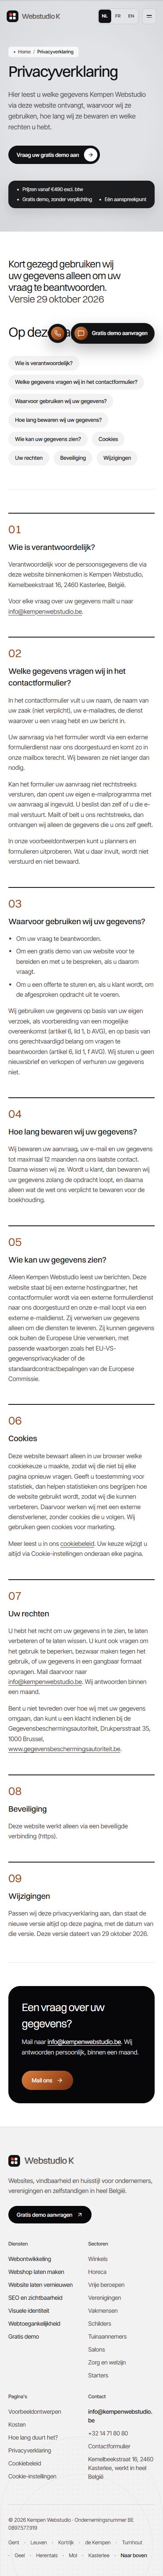 Webstudio K
NL FR EN
Home / Privacyverklaring
Privacyverklaring
Hier leest u welke gegevens Kempen Webstudio
via deze website ontvangt, waarvoor wij ze
gebruiken, hoe lang wij ze bewaren en welke
rechten u hebt.
Vraag uw gratis demo aan
Prijzen vanaf €490 excl. btw
Gratis demo, zonder verplichting • Eén aanspreekpunt
Kort gezegd gebruiken wij
uw gegevens alleen om uw
vraag te beantwoorden.
Versie 29 oktober 2026
Op deze
Gratis demo aanvragen
Wie is verantwoordelijk?
Welke gegevens vragen wij in het contactformulier?
Waarvoor gebruiken wij uw gegevens?
Hoe lang bewaren wij uw gegevens?
Wie kan uw gegevens zien? Cookies
Uw rechten Beveiliging Wijzigingen
01
Wie is verantwoordelijk?
Verantwoordelijk voor de persoonsgegevens die via
deze website binnenkomen is Kempen Webstudio,
Kemelbeekstraat 16, 2460 Kasterlee, België.
Voor elke vraag over uw gegevens mailt u naar
info@kempenwebstudio.be.
02
Welke gegevens vragen wij in het
contactformulier?
In het contactformulier vult u uw naam, de naam van
uw zaak (niet verplicht), uw e-mailadres, de dienst
waarover u een vraag hebt en uw bericht in.
Uw aanvraag via het formulier wordt via een externe
formulierdienst naar ons doorgestuurd en komt zo in
onze mailbox terecht. Wij bewaren ze niet langer dan
nodig.
Kan het formulier uw aanvraag niet rechtstreeks
versturen, dan opent uw eigen e-mailprogramma met
uw aanvraag al ingevuld. U beslist dan zelf of u die e-
mail verstuurt. Mailt of belt u ons rechtstreeks, dan
ontvangen wij alleen de gegevens die u ons zelf geeft.
In onze voorbeeldontwerpen kunt u plannen en
formulieren uitproberen. Wat u daar invult, wordt niet
verstuurd en niet bewaard.
03
Waarvoor gebruiken wij uw gegevens?
• Om uw vraag te beantwoorden.
• Om een gratis demo van uw website voor te
bereiden en met u te bespreken, als u daarom
vraagt.
• Om u een offerte te sturen en, als u klant wordt, om
de afgesproken opdracht uit te voeren.
Wij gebruiken uw gegevens op basis van uw eigen
verzoek, als voorbereiding van een mogelijke
overeenkomst (artikel 6, lid 1, b AVG), en op basis van
ons gerechtvaardigd belang om vragen te
beantwoorden (artikel 6, lid 1, f AVG). Wij sturen u geen
nieuwsbrief en verkopen of verhuren uw gegevens
niet.
04
Hoe lang bewaren wij uw gegevens?
Wij bewaren uw aanvraag, uw e-mail en uw gegevens
tot maximaal 12 maanden na ons laatste contact.
Daarna wissen wij ze. Wordt u klant, dan bewaren wij
uw gegevens zolang de opdracht loopt, en daarna
alleen wat de wet ons verplicht te bewaren voor de
boekhouding.
05
Wie kan uw gegevens zien?
Alleen Kempen Webstudio leest uw berichten. Deze
website staat bij een externe hostingpartner, het
contactformulier wordt via een externe formulierdienst
naar ons doorgestuurd en onze e-mail loopt via een
externe e-maildienst. Zij verwerken uw gegevens
alleen om die diensten te leveren. Zij kunnen gegevens
ook buiten de Europese Unie verwerken, met
passende waarborgen zoals het EU-VS-
gegevensprivacykader of de
standaardcontractbepalingen van de Europese
Commissie.
06
Cookies
Deze website bewaart alleen in uw browser welke
cookiekeuze u maakte, zodat we die niet bij elke
nieuwe pagina opnieuw vragen. Geeft u toestemming
voor statistiek, dan helpen statistiekcookies ons begrijpen hoe
de website gebruikt wordt, zodat wij die kunnen
verbeteren. Daarvoor werken wij met een externe
dienstverlener, zonder cookies die u volgen. Wij
gebruiken geen cookies voor marketing.
Meer leest u in ons cookiebeleid. Uw keuze wijzigt u
altijd via Cookie-instellingen onderaan elke pagina.
07
Uw rechten
U hebt het recht om uw gegevens in te zien, te laten
verbeteren of te laten wissen. U kunt ook vragen om
het gebruik te beperken, bezwaar maken tegen het
gebruik, of uw gegevens in een gangbaar formaat
opvragen. Mail daarvoor naar
info@kempenwebstudio.be. Wij antwoorden binnen
een maand.
Bent u niet tevreden over hoe wij met uw gegevens
omgaan, dan kunt u een klacht indienen bij de
Gegevensbeschermingsautoriteit, Drukpersstraat 35,
1000 Brussel,
www.gegevensbeschermingsautoriteit.be.
08
Beveiliging
Deze website werkt alleen via een beveiligde
verbinding (https).
09
Wijzigingen
Passen wij deze privacyverklaring aan, dan staat de
nieuwe versie altijd op deze pagina, met de datum van
die versie. Deze versie dateert van 29 oktober 2026.
Een vraag over uw
gegevens?
Mail naar info@kempenwebstudio.be. Wij
antwoorden persoonlijk, binnen een maand.
Mail ons
Webstudio K
Websites, vindbaarheid en huisstijl voor ondernemers,
verenigingen en zelfstandigen in heel België.
Gratis demo aanvragen
Diensten
Webontwikkeling
Webshop laten maken
Website laten vernieuwen
SEO en zichtbaarheid
Visuele identiteit
Webtoegankelijkheid
Gratis demo
Sectoren
Winkels
Horeca
Vrije beroepen
Verenigingen
Vakmensen
Schilders
Tuinaannemers
Salons
Zorg en welzijn
Starters
Pagina's
Voorbeeldontwerpen
Kosten
Hoe lang duurt het?
Privacyverklaring
Cookiebeleid
Cookie-instellingen
Contact
info@kempenwebstudio.
be
+32 14 71 80 80
Contactformulier
Kemelbeekstraat 16, 2460
Kasterlee, werkt in heel
België
© 2026 Kempen Webstudio · Ondernemingsnummer BE
Gent · Leuven · Kortrijk · de Kempen · Turnhout
· Geel · Herentals · Mol · Kasterlee Naar boven